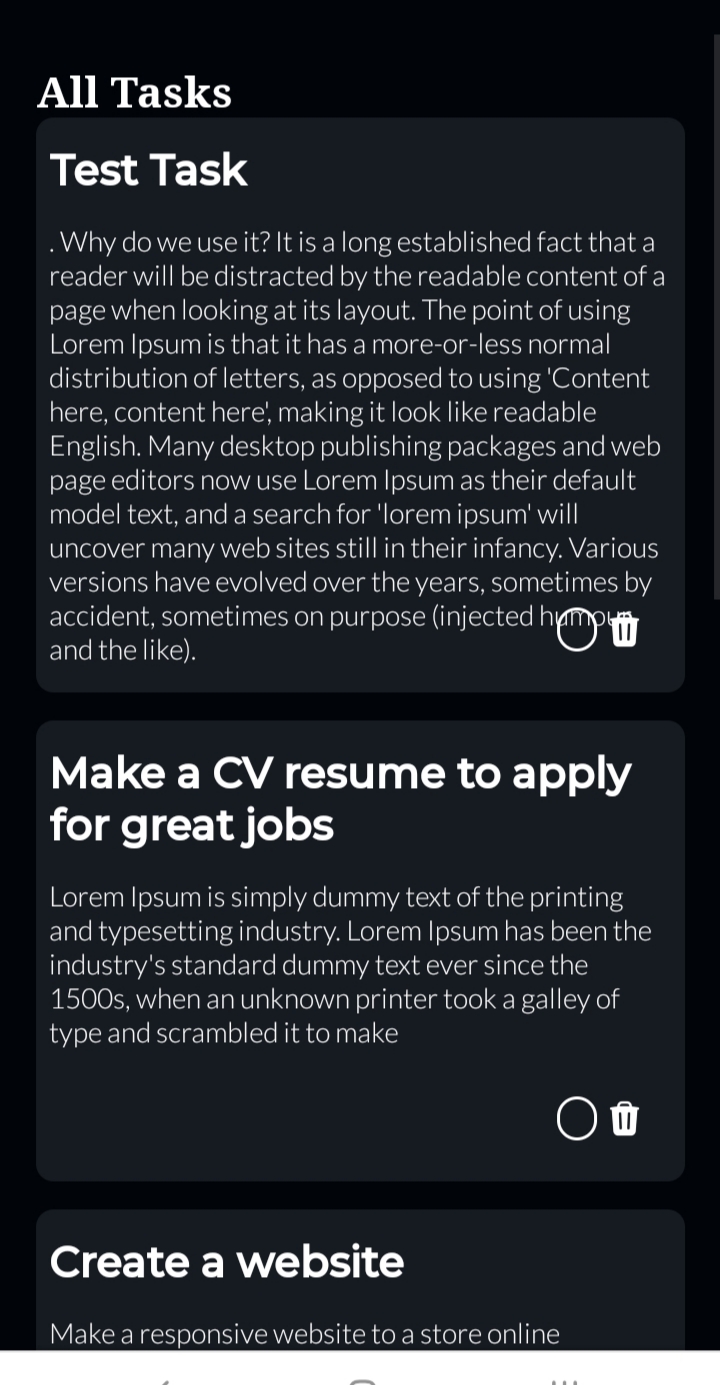 All Tasks
Test Task
. Why do we use it? It is a long established fact that a
reader will be distracted by the readable content of a
page when looking at its layout. The point of using
Lorem Ipsum is that it has a more-or-less normal
distribution of letters, as opposed to using 'Content
here, content here', making it look like readable
English. Many desktop publishing packages and web
page editors now use Lorem Ipsum as their default
model text, and a search for 'lorem ipsum' will
uncover many web sites still in their infancy. Various
versions have evolved over the years, sometimes by
accident, sometimes on purpose (injected humour
and the like).
Make a CV resume to apply
for great jobs
Lorem Ipsum is simply dummy text of the printing
and typesetting industry. Lorem Ipsum has been the
industry's standard dummy text ever since the
1500s, when an unknown printer took a galley of
type and scrambled it to make
Create a website
Make a responsive website to a store online